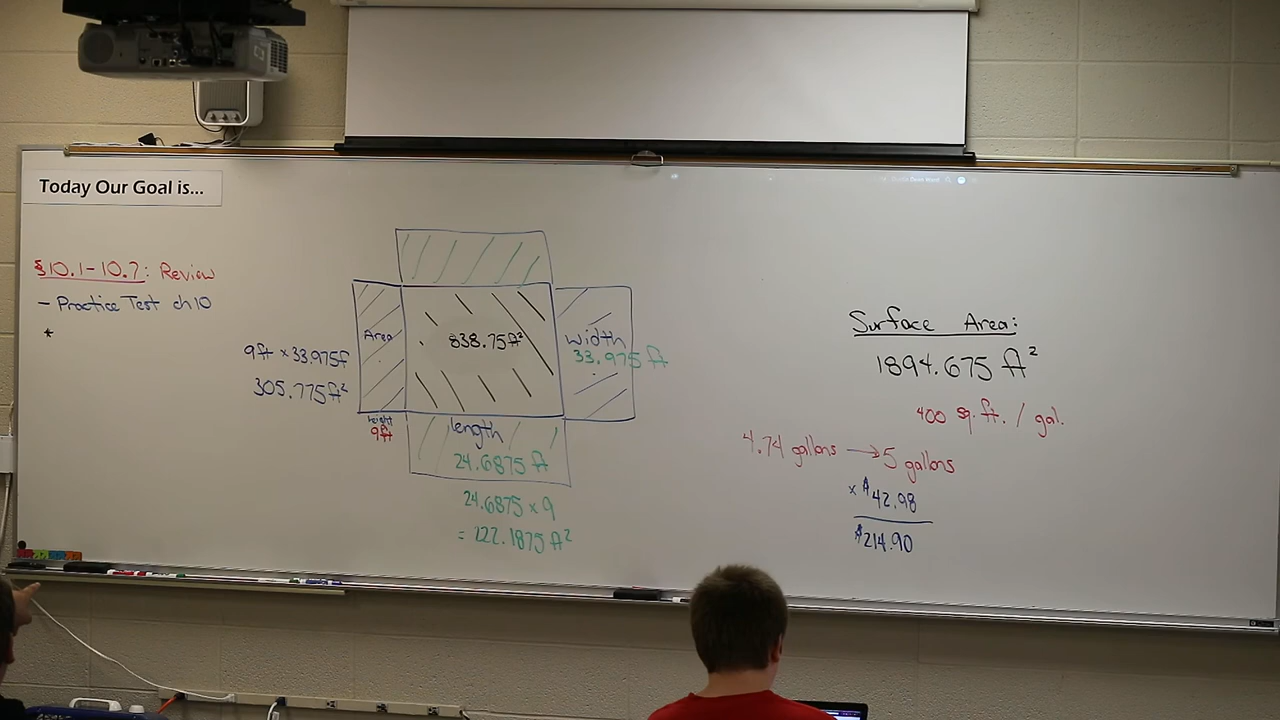 Today Our Goal is...
§10.1-10.7: Review
- Practice Test ch 10
*
Area
838.75ft²
width
33.975 ft
9ft × 33.975ft
305.775ft²
height
9ft
length
24.6875 ft
24.6875 × 9
= 222.1875 ft²
Surface Area:
1894.675 ft²
400 sq. ft. / gal.
4.74 gallons → 5 gallons
× $42.98
$214.90